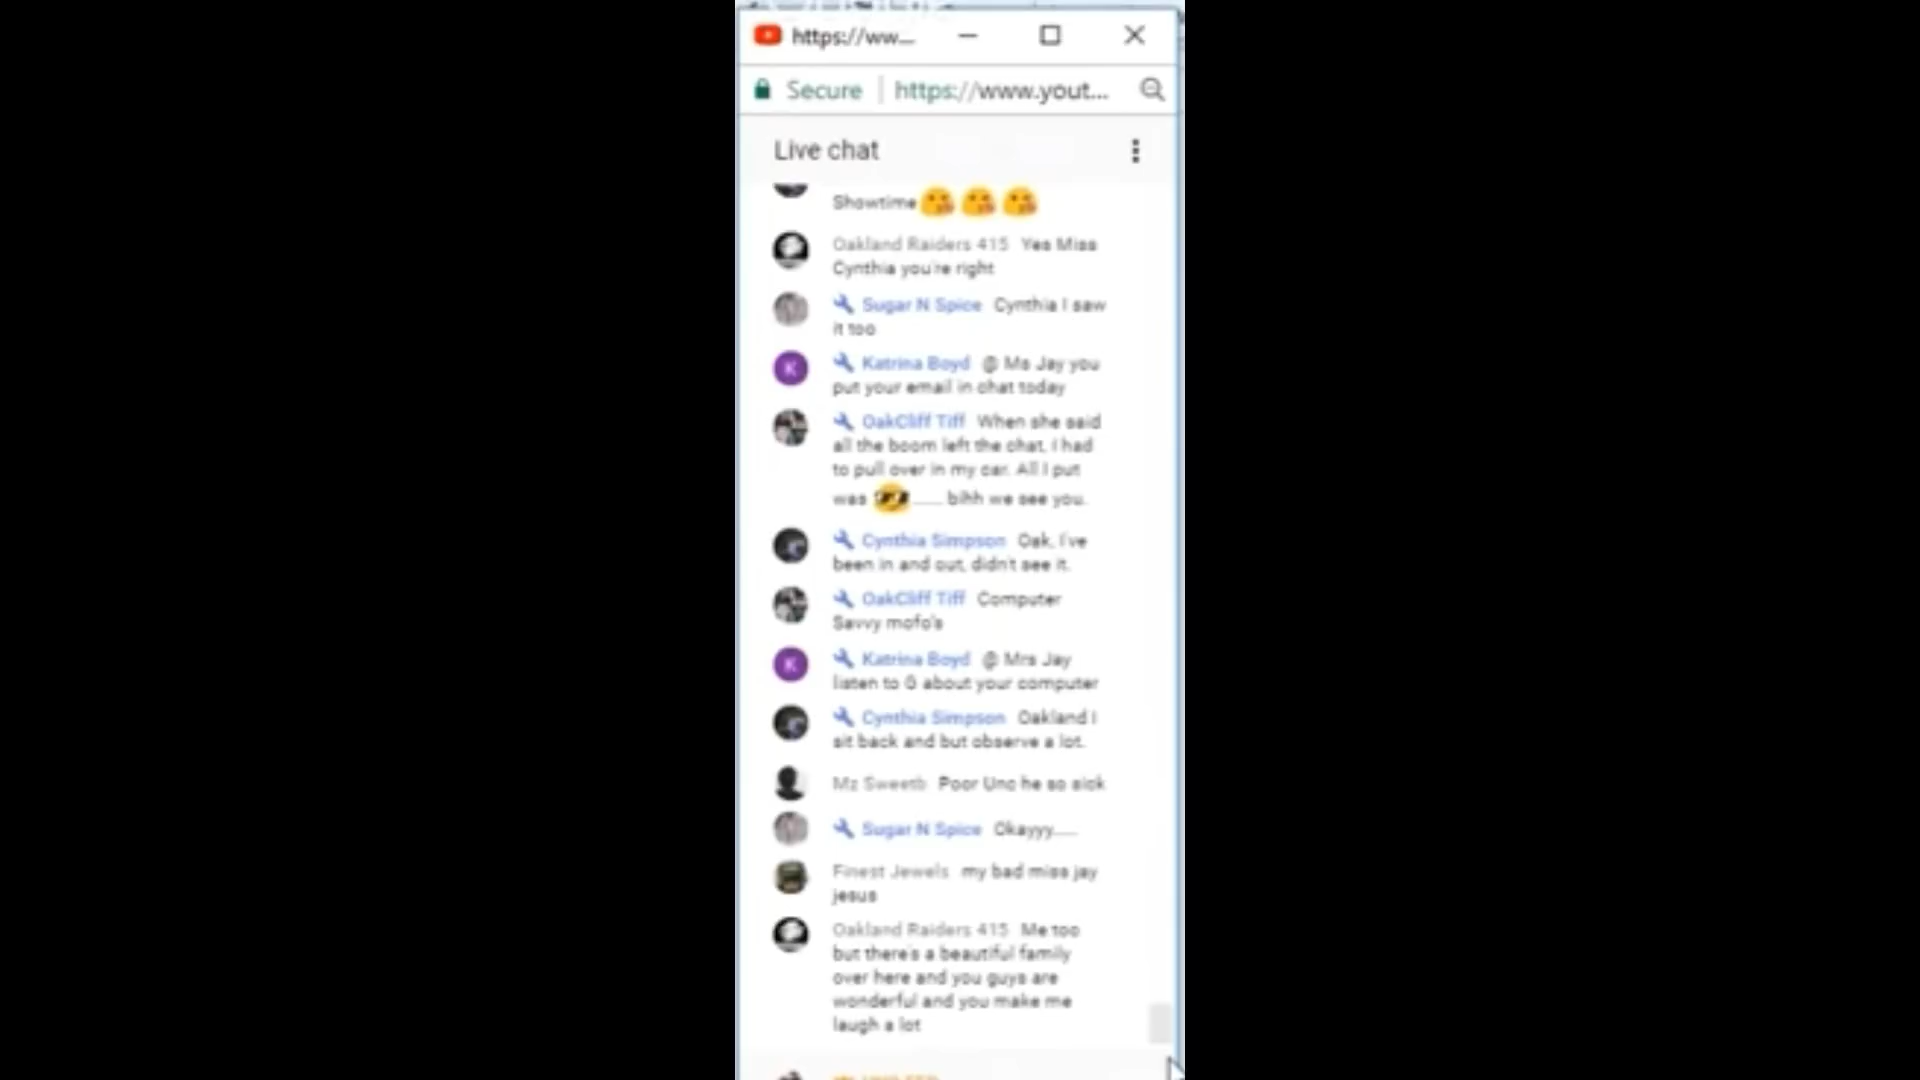 https://ww...
Secure | https://www.yout...
Live chat
Showtime
Oakland Raiders 415 Yes Miss
Cynthia you're right
Sugar N Spice Cynthia I saw
it too
K Katrina Boyd @ Ms Jay you
put your email in chat today
OakCliff Tiff When she said
all the boom left the chat, I had
to pull over in my car. All I put
was ...... bihh we see you.
Cynthia Simpson Oak, I've
been in and out, didn't see it.
OakCliff Tiff Computer
Savvy mofo's
K Katrina Boyd @ Mrs Jay
listen to G about your computer
Cynthia Simpson Oakland I
sit back and but observe a lot.
Mz Sweetb Poor Unc he so sick
Sugar N Spice Okayyy.....
Finest Jewels my bad miss jay
jesus
Oakland Raiders 415 Me too
but there's a beautiful family
over here and you guys are
wonderful and you make me
laugh a lot